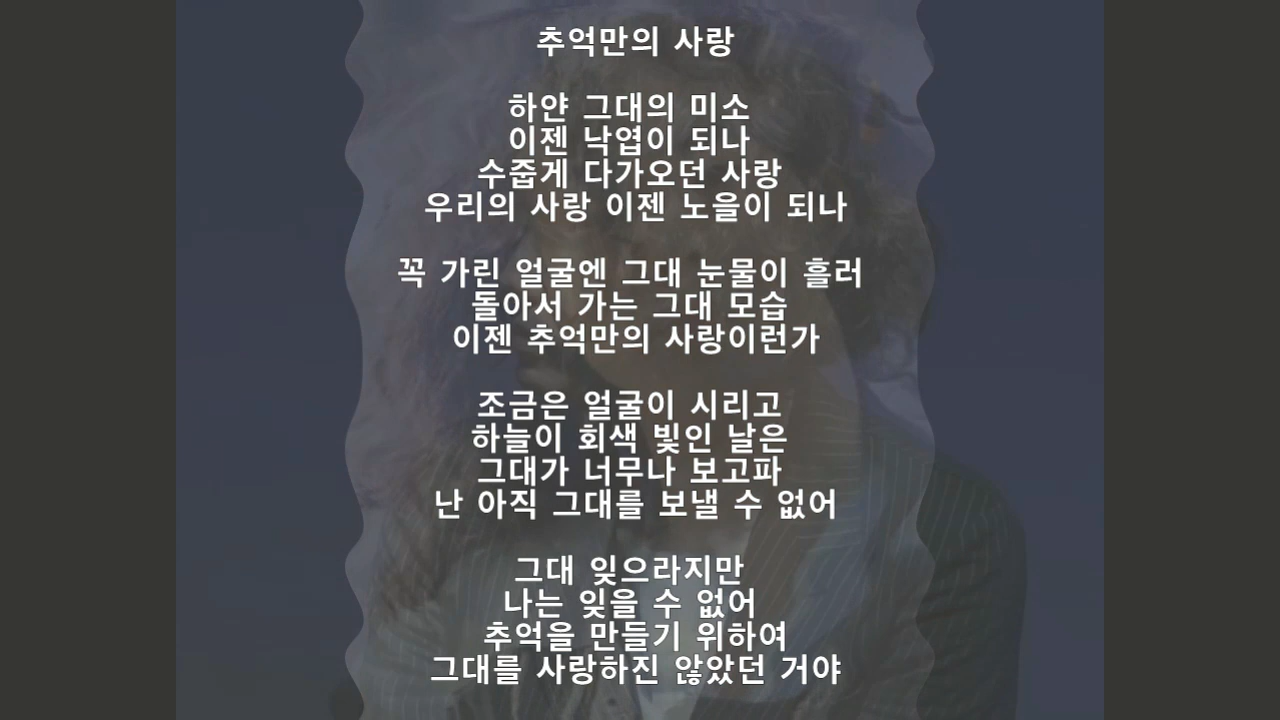 추억만의 사랑
하얀 그대의 미소
이젠 낙엽이 되나
수줍게 다가오던 사랑
우리의 사랑 이젠 노을이 되나
꼭 가린 얼굴엔 그대 눈물이 흘러
돌아서 가는 그대 모습
이젠 추억만의 사랑이런가
조금은 얼굴이 시리고
하늘이 회색 빛인 날은
그대가 너무나 보고파
난 아직 그대를 보낼 수 없어
그대 잊으라지만
나는 잊을 수 없어
추억을 만들기 위하여
그대를 사랑하진 않았던 거야